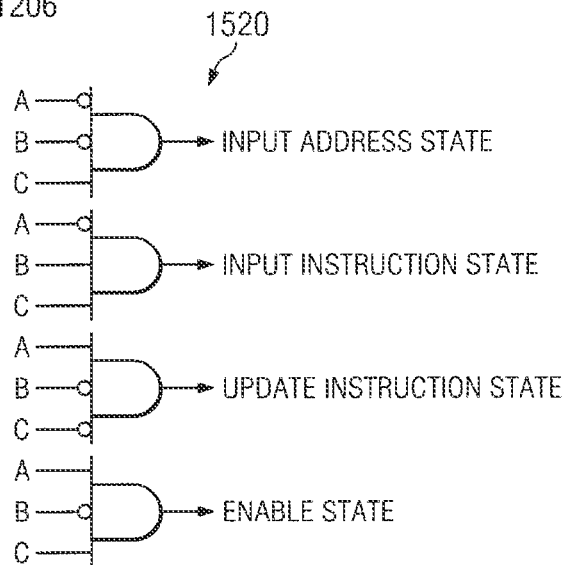 1206
1520
A
B
C
INPUT ADDRESS STATE
A
B
C
INPUT INSTRUCTION STATE
A
B
C
UPDATE INSTRUCTION STATE
A
B
C
ENABLE STATE